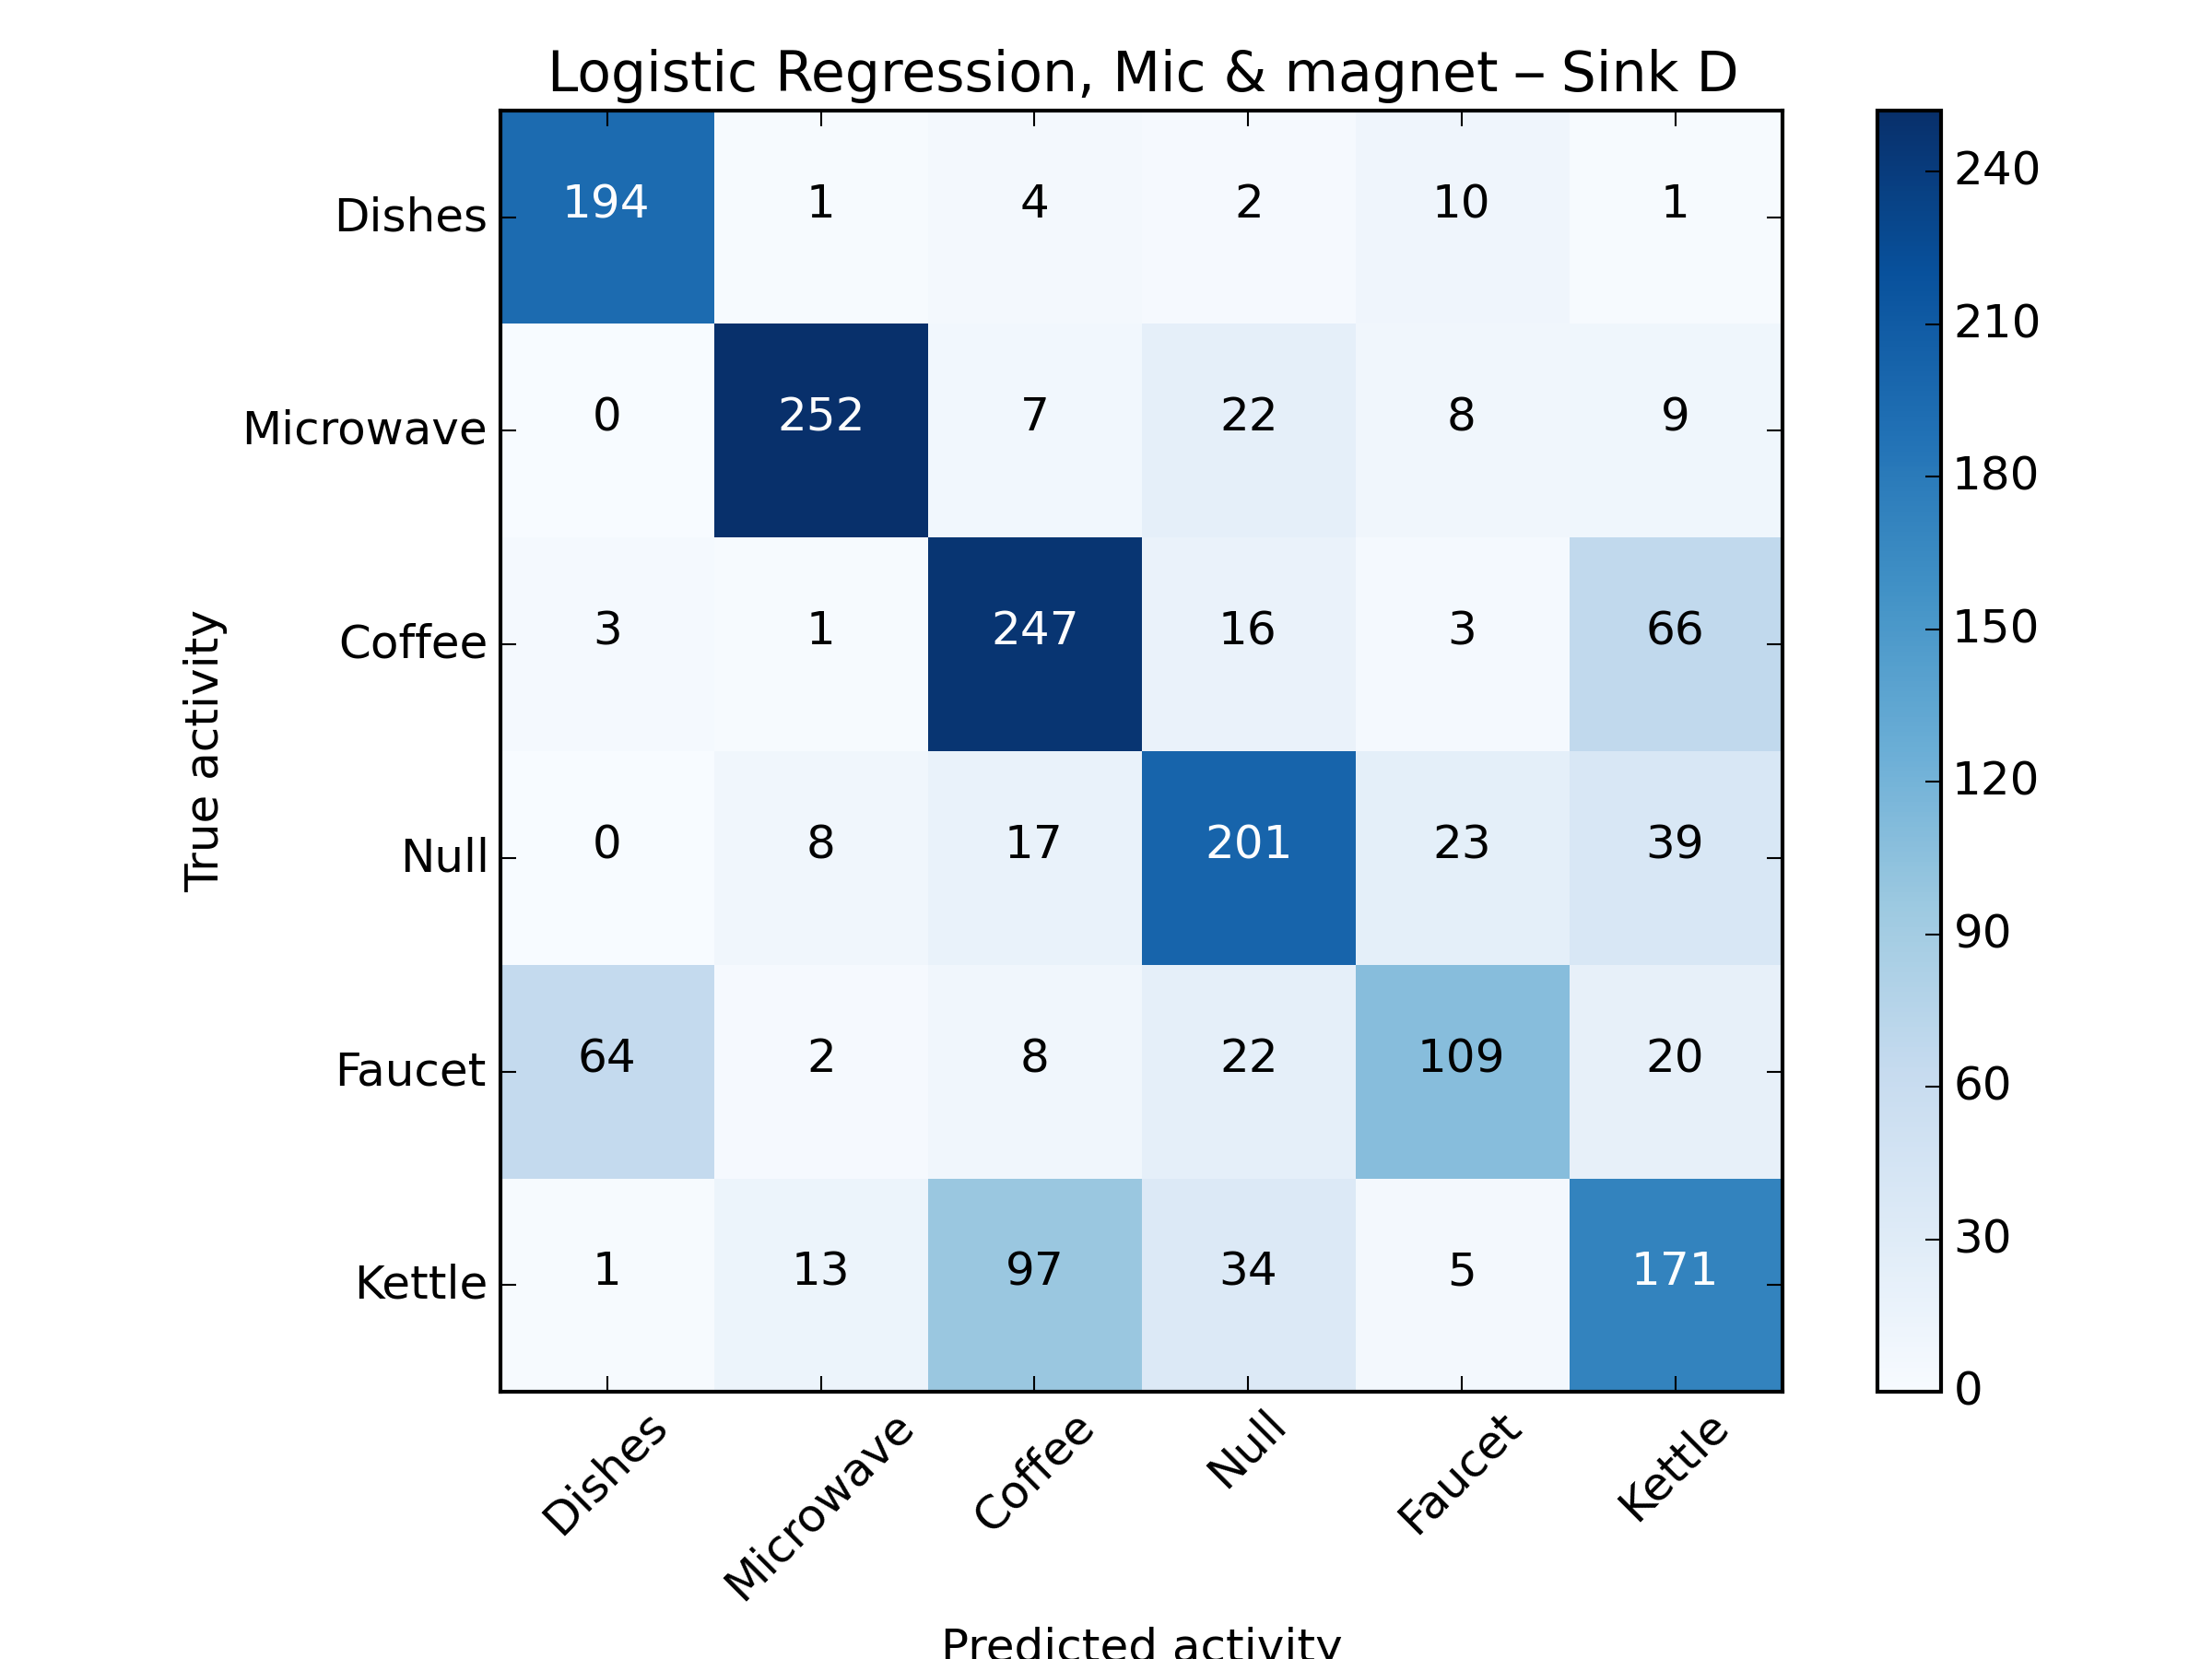 Logistic Regression, Mic & magnet – Sink D
Dishes 194 1 4 2 10 1
Microwave 0 252 7 22 8 9
Coffee 3 1 247 16 3 66
Null 0 8 17 201 23 39
Faucet 64 2 8 22 109 20
Kettle 1 13 97 34 5 171
True activity
Dishes Microwave Coffee Null Faucet Kettle
Predicted activity
240
210
180
150
120
90
60
30
0